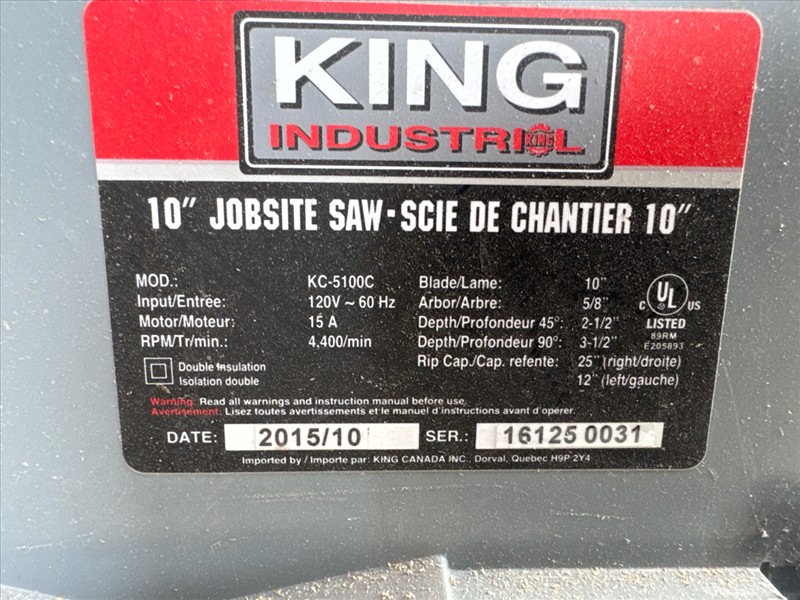 KING
INDUSTRIAL
KING
10" JOBSITE SAW-SCIE DE CHANTIER 10"
MOD.: KC-5100C
Input/Entrée: 120V ~ 60 Hz
Motor/Moteur: 15 A
RPM/Tr/min.: 4,400/min
Double Insulation
Isolation double
Blade/Lame: 10"
Arbor/Arbre: 5/8"
Depth/Profondeur 45°: 2-1/2"
Depth/Profondeur 90°: 3-1/2"
Rip Cap./Cap. refente: 25" (right/droite)
12" (left/gauche)
C UL US
LISTED
89RM
E205893
Warning: Read all warnings and instruction manual before use.
Avertisement: Lisez toutes avertissements et le manuel d'instructions avant d'operer.
DATE: 2015/10 SER.: 16125 0031
Imported by / Importe par: KING CANADA INC., Dorval, Quebec H9P 2Y4